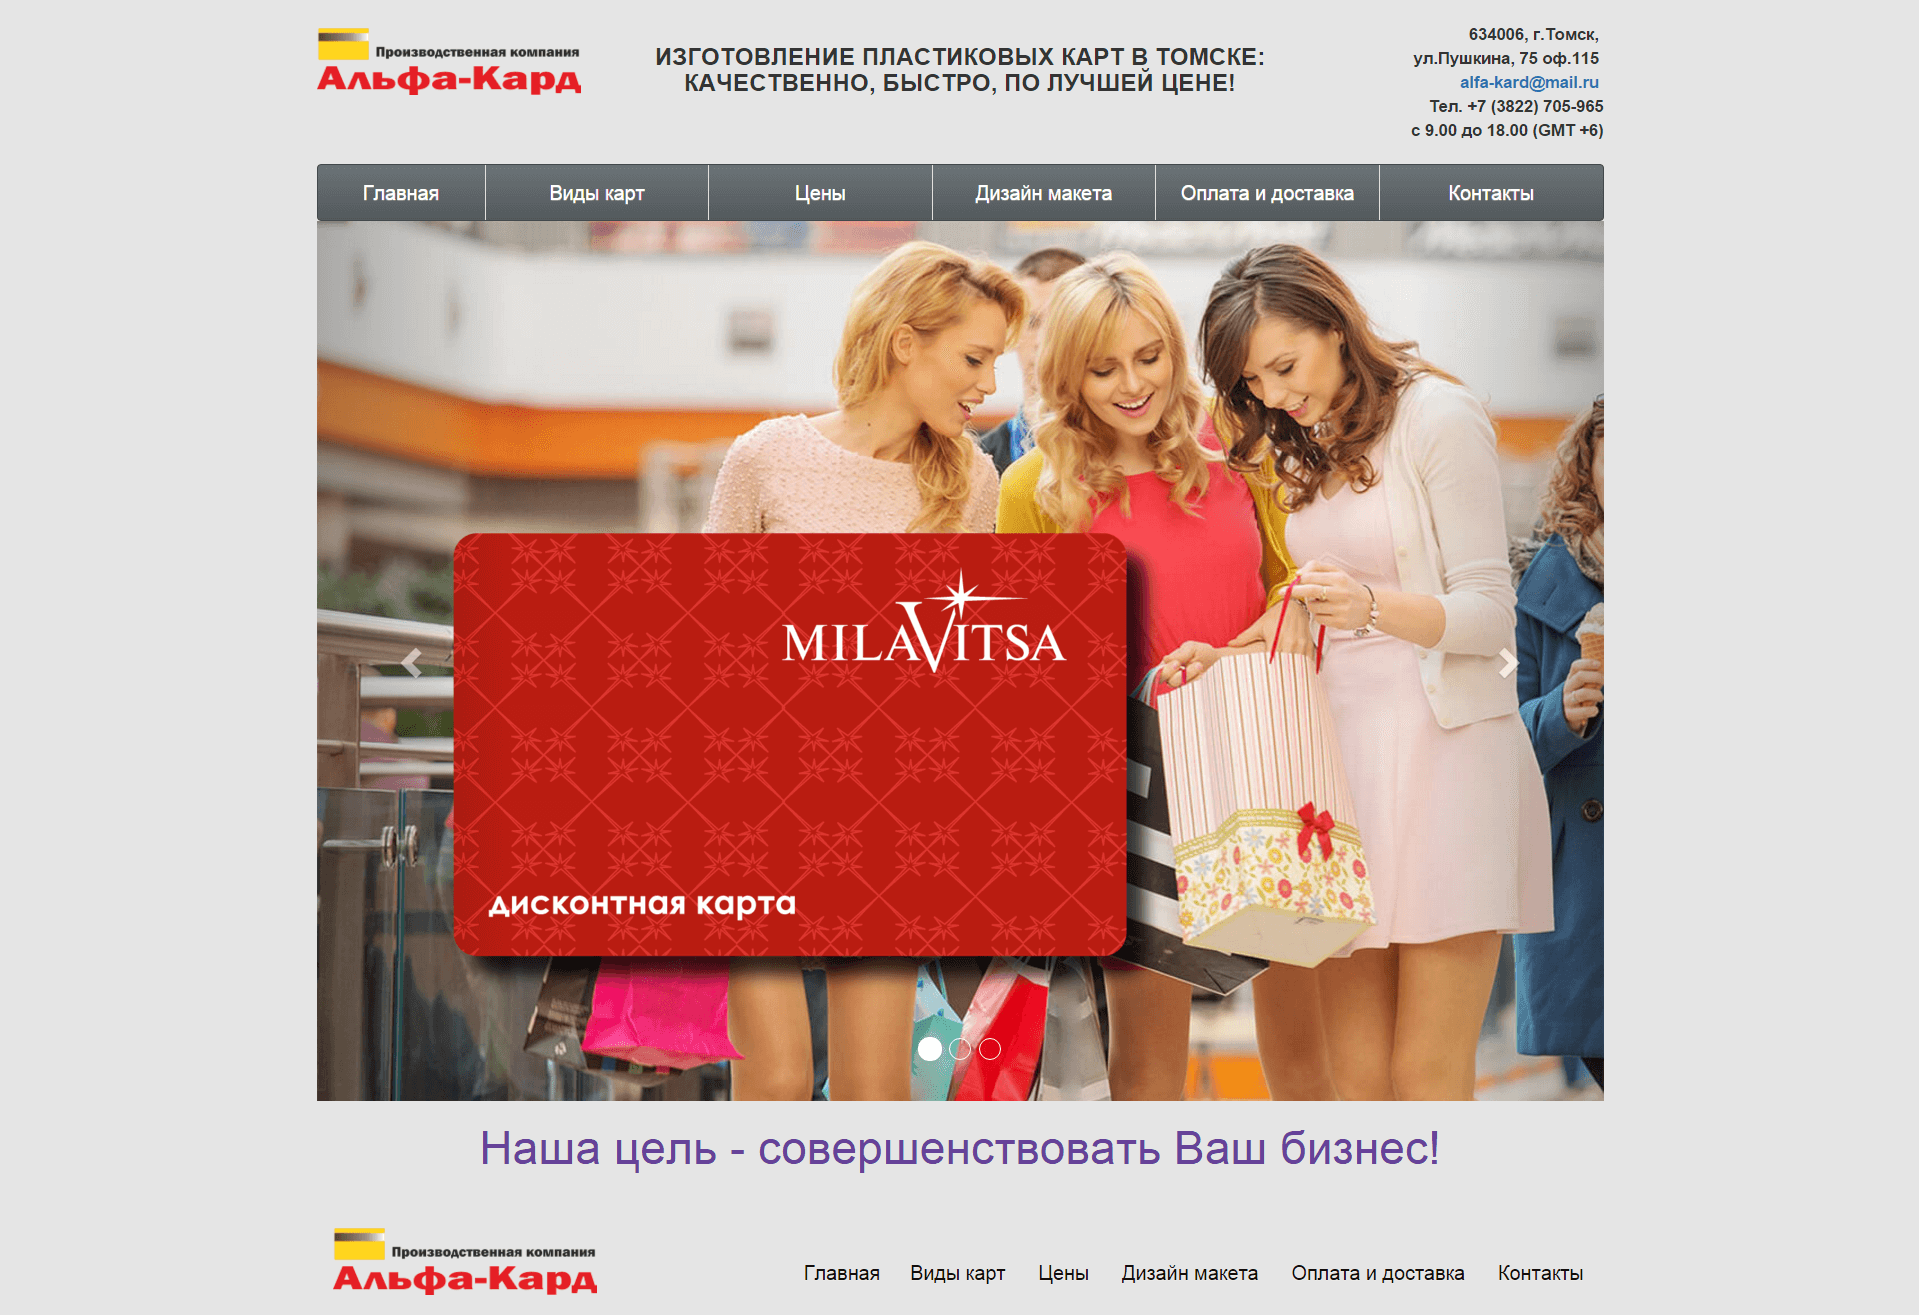 Производственная компания
Альфа-Кард
ИЗГОТОВЛЕНИЕ ПЛАСТИКОВЫХ КАРТ В ТОМСКЕ:
КАЧЕСТВЕННО, БЫСТРО, ПО ЛУЧШЕЙ ЦЕНЕ!
634006, г.Томск,
ул.Пушкина, 75 оф.115
alfa-kard@mail.ru
Тел. +7 (3822) 705-965
с 9.00 до 18.00 (GMT +6)
Главная Виды карт Цены Дизайн макета Оплата и доставка Контакты
MILAVITSA
дисконтная карта
Наша цель - совершенствовать Ваш бизнес!
Производственная компания
Альфа-Кард
Главная Виды карт Цены Дизайн макета Оплата и доставка Контакты